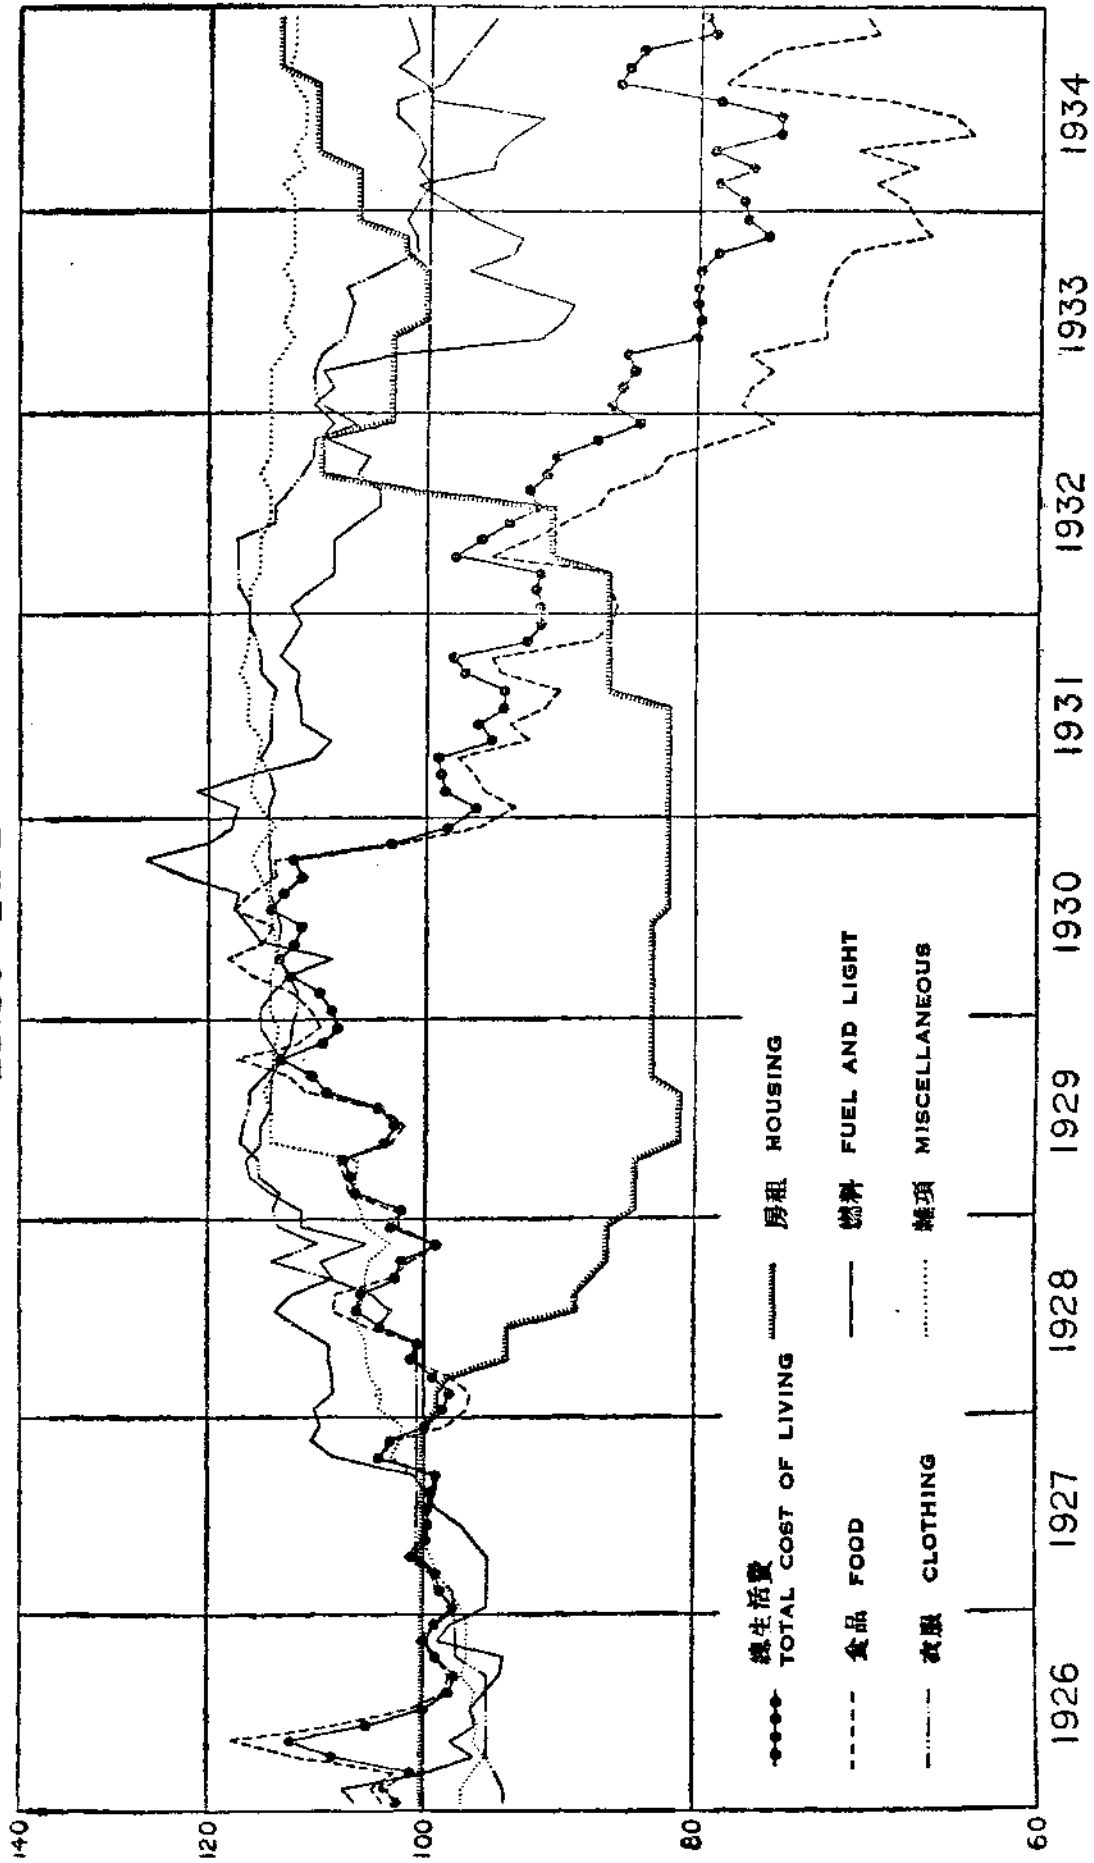 140
120
100
80
60
總生活費
TOTAL COST OF LIVING
食品 FOOD
衣服 CLOTHING
房租 HOUSING
燃料 FUEL AND LIGHT
雜項 MISCELLANEOUS
1926
1927
1928
1929
1930
1931
1932
1933
1934